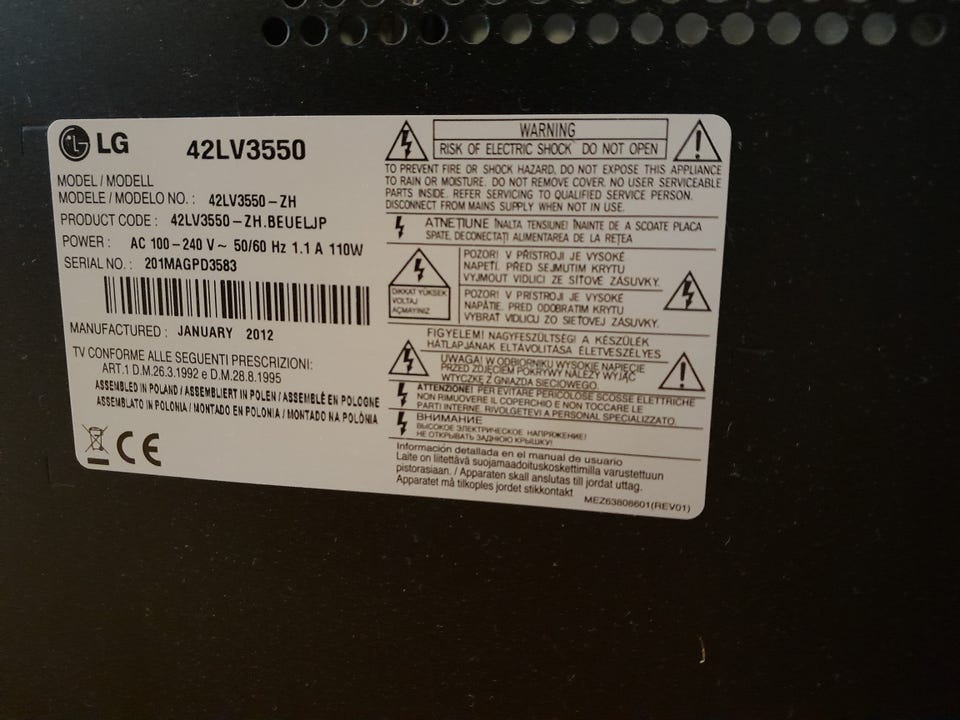 LG
42LV3550
MODEL / MODELL
MODELE / MODELO NO. : 42LV3550-ZH
PRODUCT CODE : 42LV3550-ZH.BEUELJP
POWER : AC 100-240 V~ 50/60 Hz 1.1 A 110W
SERIAL NO. : 201MAGPD3583
MANUFACTURED : JANUARY 2012
TV CONFORME ALLE SEGUENTI PRESCRIZIONI:
ART.1 D.M.26.3.1992 e D.M.28.8.1995
ASSEMBLED IN POLAND / ASSEMBLIERT IN POLEN / ASSEMBLÉ EN POLOGNE
ASSEMBLATO IN POLONIA / MONTADO EN POLONIA / MONTADO NA POLÓNIA
CE
WARNING
RISK OF ELECTRIC SHOCK DO NOT OPEN
TO PREVENT FIRE OR SHOCK HAZARD, DO NOT EXPOSE THIS APPLIANCE
TO RAIN OR MOISTURE. DO NOT REMOVE COVER. NO USER SERVICEABLE
PARTS INSIDE. REFER SERVICING TO QUALIFIED SERVICE PERSON.
DISCONNECT FROM MAINS SUPPLY WHEN NOT IN USE.
ATNEȚIUNE ÎNALTA TENSIUNE! ÎNAINTE DE A SCOATE PLACA
SPATE, DECONECTAȚI ALIMENTAREA DE LA REȚEA
DIKKAT YÜKSEK
VOLTAJ
AÇMAYINIZ
POZOR! V PŘÍSTROJI JE VYSOKÉ
NAPĚTÍ. PŘED SEJMUTIM KRYTU
VYJMOUT VIDLICI ZE SÍŤOVÉ ZÁSUVKY.
POZOR! V PRÍSTROJI JE VYSOKÉ
NAPÄTIE. PRED ODOBRATIM KRYTU
VYBRAŤ VIDLICU ZO SIEŤOVEJ ZÁSUVKY.
FIGYELEM! NAGYFESZÜLTSÉG! A KÉSZÜLÉK
HÁTLAPJÁNAK ELTÁVOLÍTÁSA ÉLETVESZÉLYES
UWAGA! W ODBIORNIKU WYSOKIE NAPIĘCIE
PRZED ZDJĘCIEM POKRYWY NALEŻY WYJĄĆ
WTYCZKĘ Z GNIAZDA SIECIOWEGO.
ATTENZIONE! PER EVITARE PERICOLOSE SCOSSE ELETTRICHE
NON RIMUOVERE IL COPERCHIO E NON TOCCARE LE
PARTI INTERNE. RIVOLGETEVI A PERSONAL SPECIALIZZATO.
ВНИМАНИЕ
ВЫСОКОЕ ЭЛЕКТРИЧЕСКОЕ НАПРЯЖЕНИЕ!
НЕ ОТКРЫВАТЬ ЗАДНЮЮ КРЫШКУ!
Información detallada en el manual de usuario
Laite on liitettävä suojamaadoituskoskettimilla varustettuun
pistorasiaan. / Apparaten skall anslutas till jordat uttag.
Apparatet må tilkoples jordet stikkontakt
MEZ63808601(REV01)